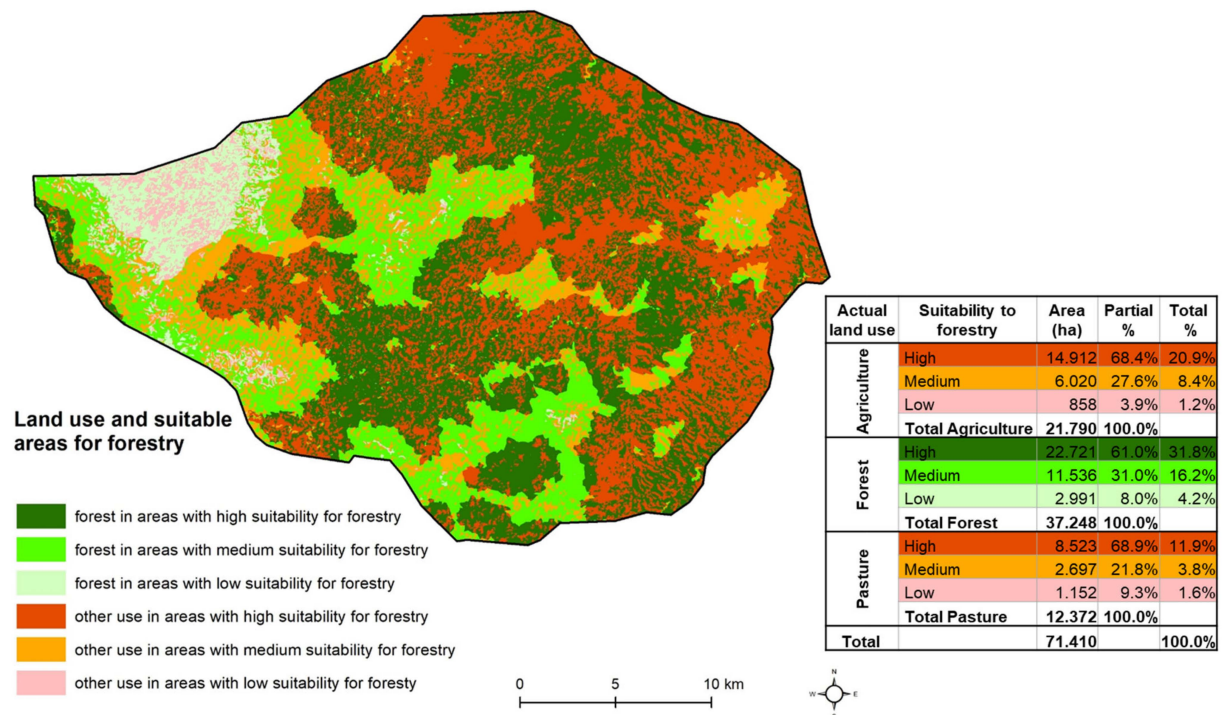 Land use and suitable
areas for forestry
forest in areas with high suitability for forestry
forest in areas with medium suitability for forestry
forest in areas with low suitability for forestry
other use in areas with high suitability for forestry
other use in areas with medium suitability for forestry
other use in areas with low suitability for foresty
0 5 10 km
N
W E
S
Actual land use Suitability to forestry Area (ha) Partial % Total %
Agriculture
High 14.912 68.4% 20.9%
Medium 6.020 27.6% 8.4%
Low 858 3.9% 1.2%
Total Agriculture 21.790 100.0%
Forest
High 22.721 61.0% 31.8%
Medium 11.536 31.0% 16.2%
Low 2.991 8.0% 4.2%
Total Forest 37.248 100.0%
Pasture
High 8.523 68.9% 11.9%
Medium 2.697 21.8% 3.8%
Low 1.152 9.3% 1.6%
Total Pasture 12.372 100.0%
Total 71.410 100.0%